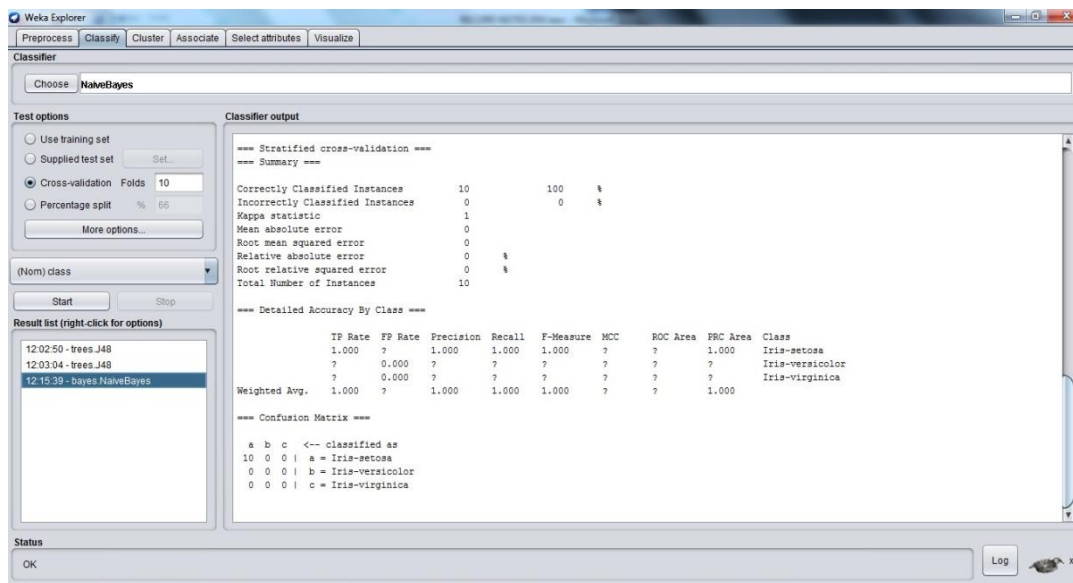 Weka Explorer
Preprocess Classify Cluster Associate Select attributes Visualize
Classifier
Choose NaiveBayes
Test options
Use training set
Supplied test set Set...
Cross-validation Folds 10
Percentage split % 66
More options...
(Nom) class
Start Stop
Result list (right-click for options)
12:02:50 - trees.J48
12:03:04 - trees.J48
12:15:39 - bayes.NaiveBayes
Classifier output
=== Stratified cross-validation ===
=== Summary ===
Correctly Classified Instances 10 100 %
Incorrectly Classified Instances 0 0 %
Kappa statistic 1
Mean absolute error 0
Root mean squared error 0
Relative absolute error 0 %
Root relative squared error 0 %
Total Number of Instances 10
=== Detailed Accuracy By Class ===
TP Rate FP Rate Precision Recall F-Measure MCC ROC Area PRC Area Class
1.000 ? 1.000 1.000 1.000 ? ? 1.000 Iris-setosa
? 0.000 ? ? ? ? ? ? Iris-versicolor
? 0.000 ? ? ? ? ? ? Iris-virginica
Weighted Avg. 1.000 ? 1.000 1.000 1.000 ? ? 1.000
=== Confusion Matrix ===
a b c <-- classified as
10 0 0 | a = Iris-setosa
0 0 0 | b = Iris-versicolor
0 0 0 | c = Iris-virginica
Status
OK
Log
x